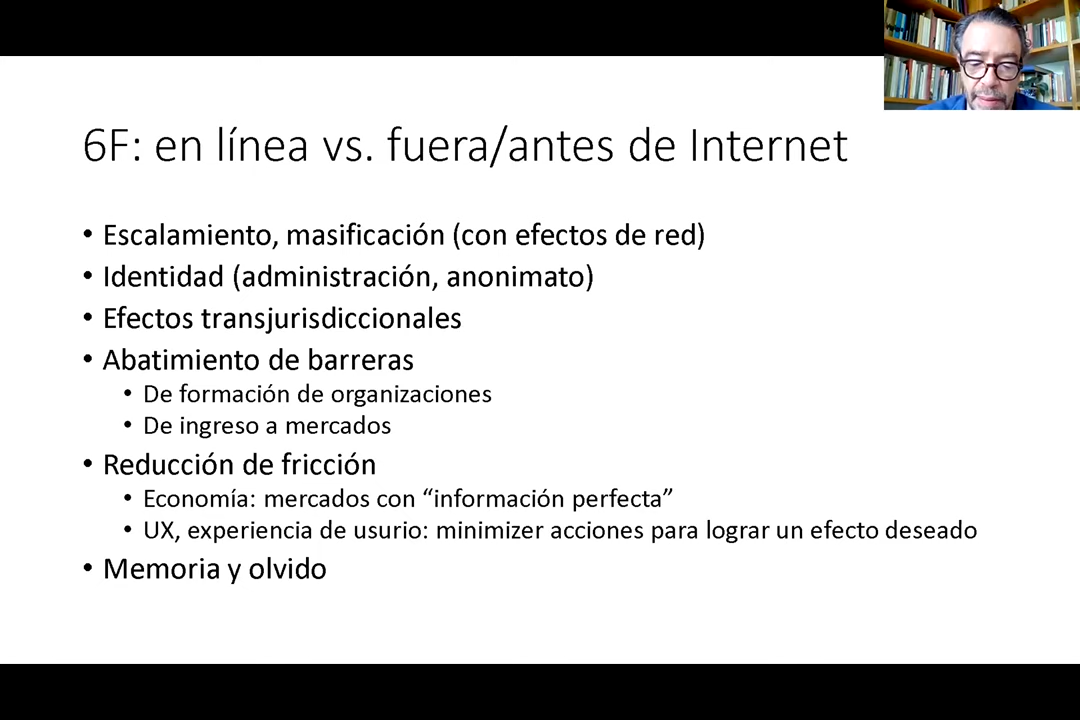 6F: en línea vs. fuera/antes de Internet
• Escalamiento, masificación (con efectos de red)
• Identidad (administración, anonimato)
• Efectos transjurisdiccionales
• Abatimiento de barreras
• De formación de organizaciones
• De ingreso a mercados
• Reducción de fricción
• Economía: mercados con “información perfecta”
• UX, experiencia de usurio: minimizer acciones para lograr un efecto deseado
• Memoria y olvido